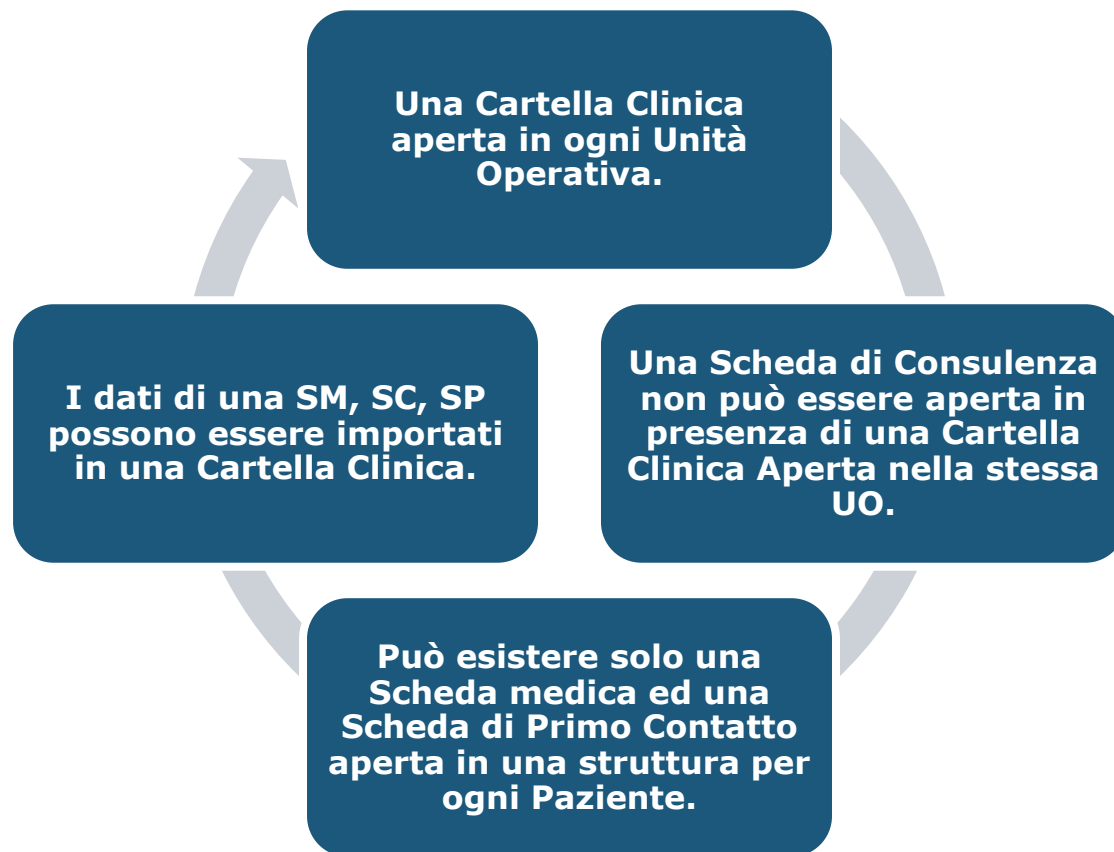 Una Cartella Clinica
aperta in ogni Unità
Operativa.
Una Scheda di Consulenza
non può essere aperta in
presenza di una Cartella
Clinica Aperta nella stessa
UO.
Può esistere solo una
Scheda medica ed una
Scheda di Primo Contatto
aperta in una struttura per
ogni Paziente.
I dati di una SM, SC, SP
possono essere importati
in una Cartella Clinica.